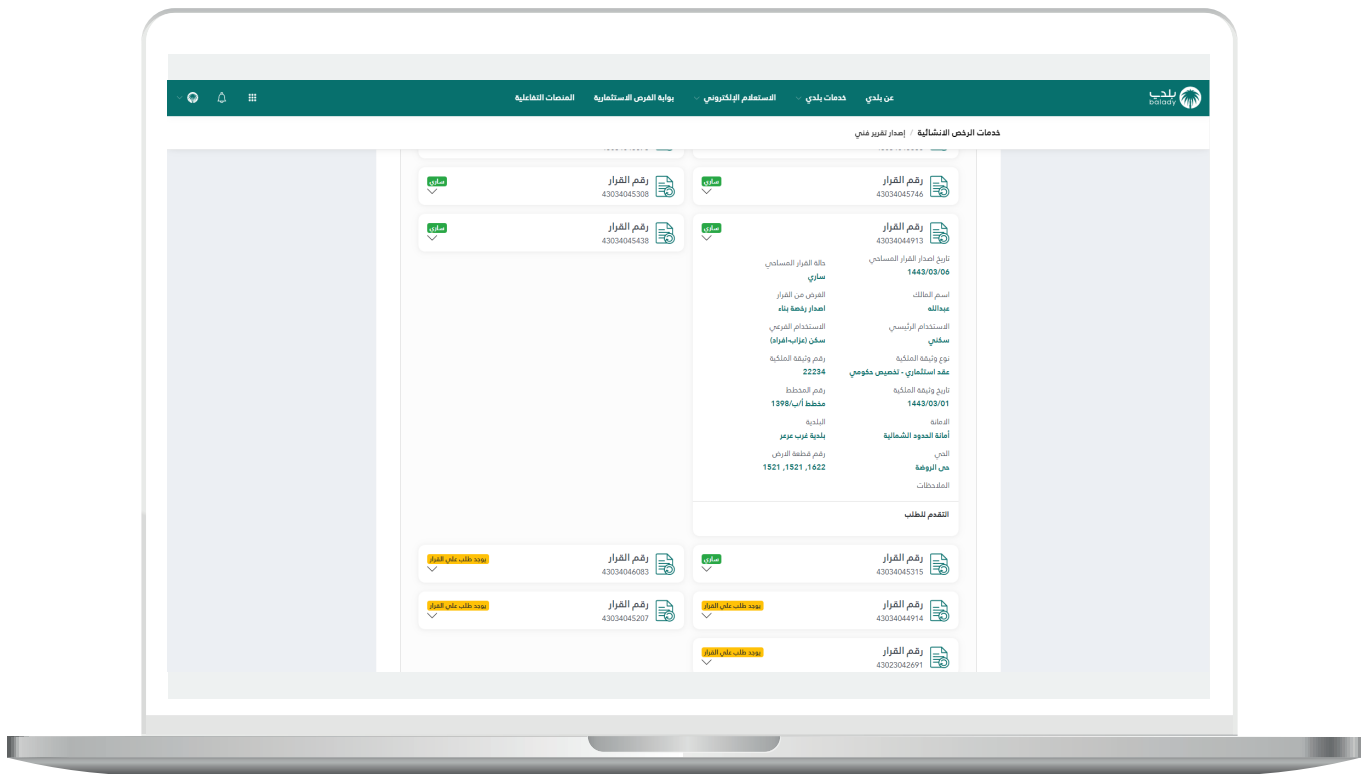 بلدي
balady
عن بلدي
خدمات بلدي
الاستعلام الإلكتروني
بوابة الفرص الاستثمارية
المنصات التفاعلية
خدمات الرخص الانشائية / إصدار تقرير فني
رقم القرار
43034045746
ساري
رقم القرار
43034045308
ساري
رقم القرار
43034044913
ساري
رقم القرار
43034045438
ساري
تاريخ اصدار القرار المساحي
1443/03/06
حالة القرار المساحي
ساري
اسم المالك
عبدالله
الغرض من القرار
اصدار رخصة بناء
الاستخدام الرئيسي
سكني
الاستخدام الفرعي
سكن (عزاب-افراد)
نوع وثيقة الملكية
عقد استثماري - تخصيص حكومي
رقم وثيقة الملكية
22234
تاريخ وثيقة الملكية
1443/03/01
رقم المخطط
مخطط أ/ب/1398
الامانة
أمانة الحدود الشمالية
البلدية
بلدية غرب عرعر
الحي
حى الروضة
رقم قطعة الارض
1622, 1521, 1521
الملاحظات
التقدم للطلب
رقم القرار
43034045315
ساري
رقم القرار
43034046083
يوجد طلب على القرار
رقم القرار
43034044914
يوجد طلب على القرار
رقم القرار
43034045207
يوجد طلب على القرار
رقم القرار
43023042691
يوجد طلب على القرار